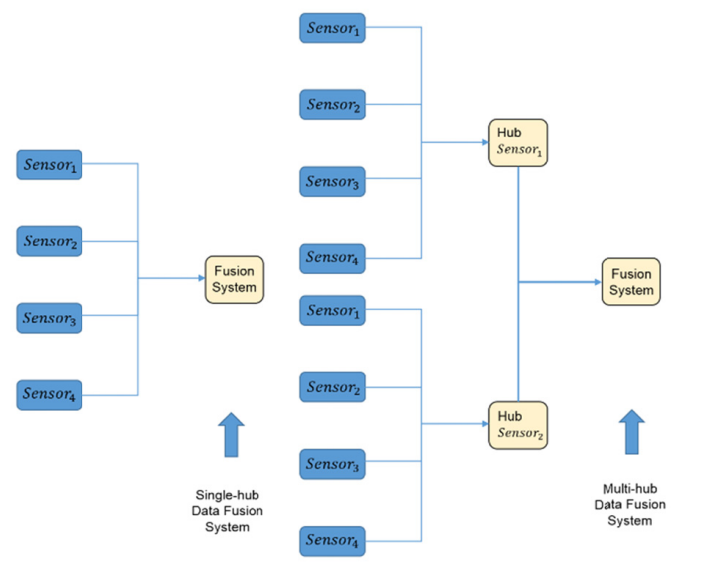 Sensor₁
Sensor₂
Sensor₃
Sensor₄
Fusion
System
Single-hub
Data Fusion
System
Sensor₁
Sensor₂
Sensor₃
Sensor₄
Hub
Sensor₁
Sensor₁
Sensor₂
Sensor₃
Sensor₄
Hub
Sensor₂
Fusion
System
Multi-hub
Data Fusion
System